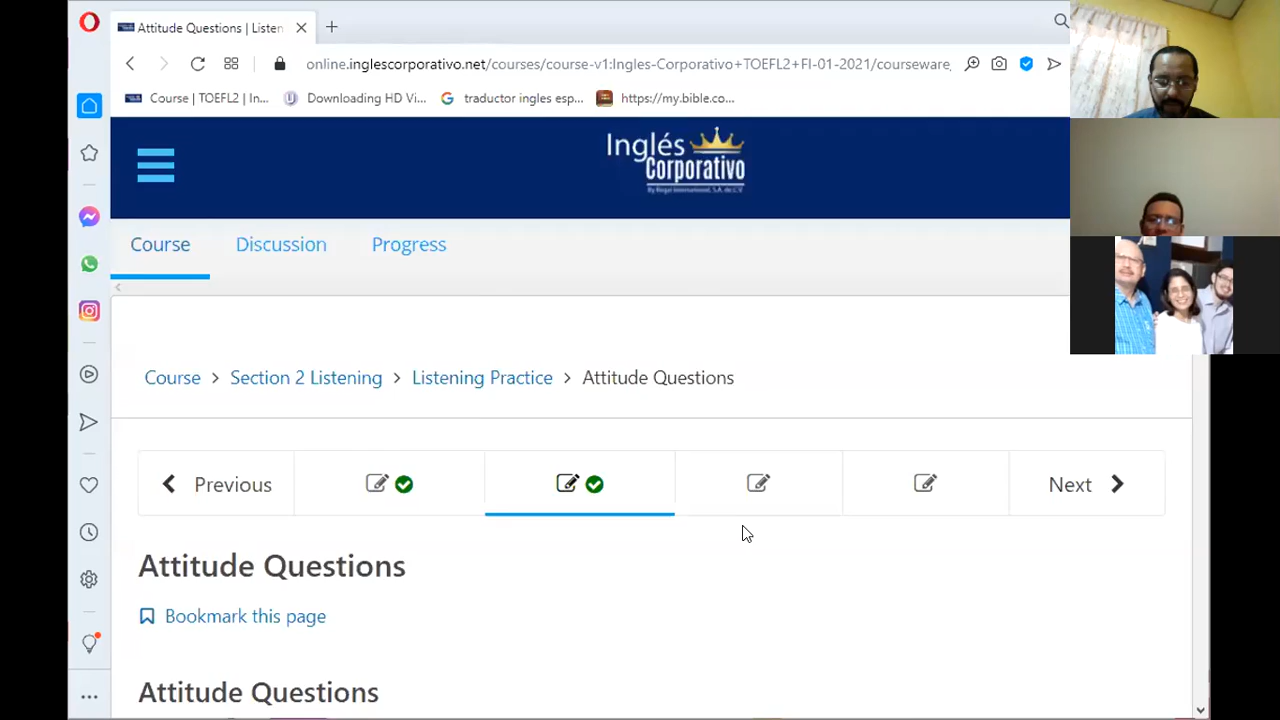 Attitude Questions | Listen
online.inglescorporativo.net/courses/course-v1:Ingles-Corporativo+TOEFL2+FI-01-2021/courseware_
Course | TOEFL2 | In...
Downloading HD Vi...
traductor ingles esp...
https://my.bible.co...
Inglés
Corporativo
Course
Discussion
Progress
Course > Section 2 Listening > Listening Practice > Attitude Questions
Previous
Next
Attitude Questions
Bookmark this page
Attitude Questions